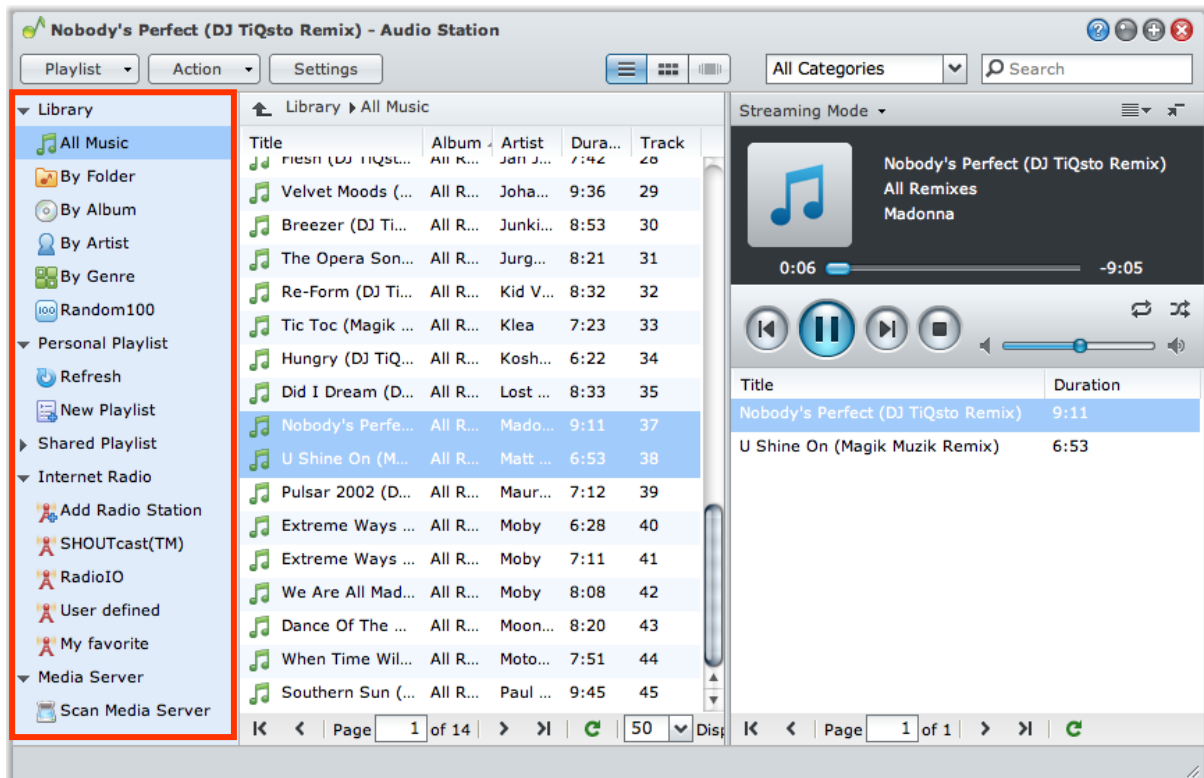 Nobody's Perfect (DJ TiQsto Remix) - Audio Station
Playlist Action Settings All Categories Search
Library
All Music
By Folder
By Album
By Artist
By Genre
100 Random100
Personal Playlist
Refresh
New Playlist
Shared Playlist
Internet Radio
Add Radio Station
SHOUTcast(TM)
RadioIO
User defined
My favorite
Media Server
Scan Media Server
Library All Music
Title Album Artist Dura... Track
Flesh (DJ TiQst... All R... Jan J... 7:42 28
Velvet Moods (... All R... Joha... 9:36 29
Breezer (DJ Ti... All R... Junki... 8:53 30
The Opera Son... All R... Jurg... 8:21 31
Re-Form (DJ Ti... All R... Kid V... 8:32 32
Tic Toc (Magik ... All R... Klea 7:23 33
Hungry (DJ TiQ... All R... Kosh... 6:22 34
Did I Dream (D... All R... Lost ... 8:33 35
Nobody's Perfe... All R... Mado... 9:11 37
U Shine On (M... All R... Matt ... 6:53 38
Pulsar 2002 (D... All R... Maur... 7:12 39
Extreme Ways ... All R... Moby 6:28 40
Extreme Ways ... All R... Moby 7:11 41
We Are All Mad... All R... Moby 8:08 42
Dance Of The ... All R... Moon... 8:20 43
When Time Wil... All R... Moto... 7:51 44
Southern Sun (... All R... Paul ... 9:45 45
Page 1 of 14 50 Disp
Streaming Mode
Nobody's Perfect (DJ TiQsto Remix)
All Remixes
Madonna
0:06 -9:05
Title Duration
Nobody's Perfect (DJ TiQsto Remix) 9:11
U Shine On (Magik Muzik Remix) 6:53
Page 1 of 1